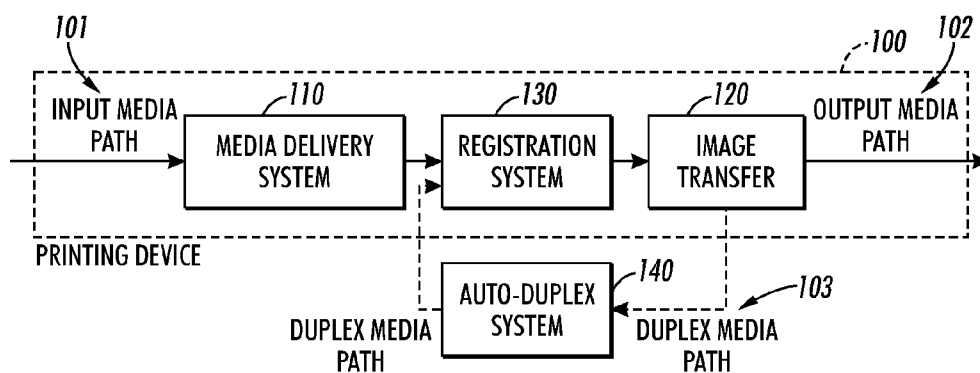 101
102
100
INPUT MEDIA
PATH
110
MEDIA DELIVERY
SYSTEM
130
REGISTRATION
SYSTEM
120
IMAGE
TRANSFER
OUTPUT MEDIA
PATH
PRINTING DEVICE
DUPLEX MEDIA
PATH
AUTO-DUPLEX
SYSTEM
140
DUPLEX MEDIA
PATH
103